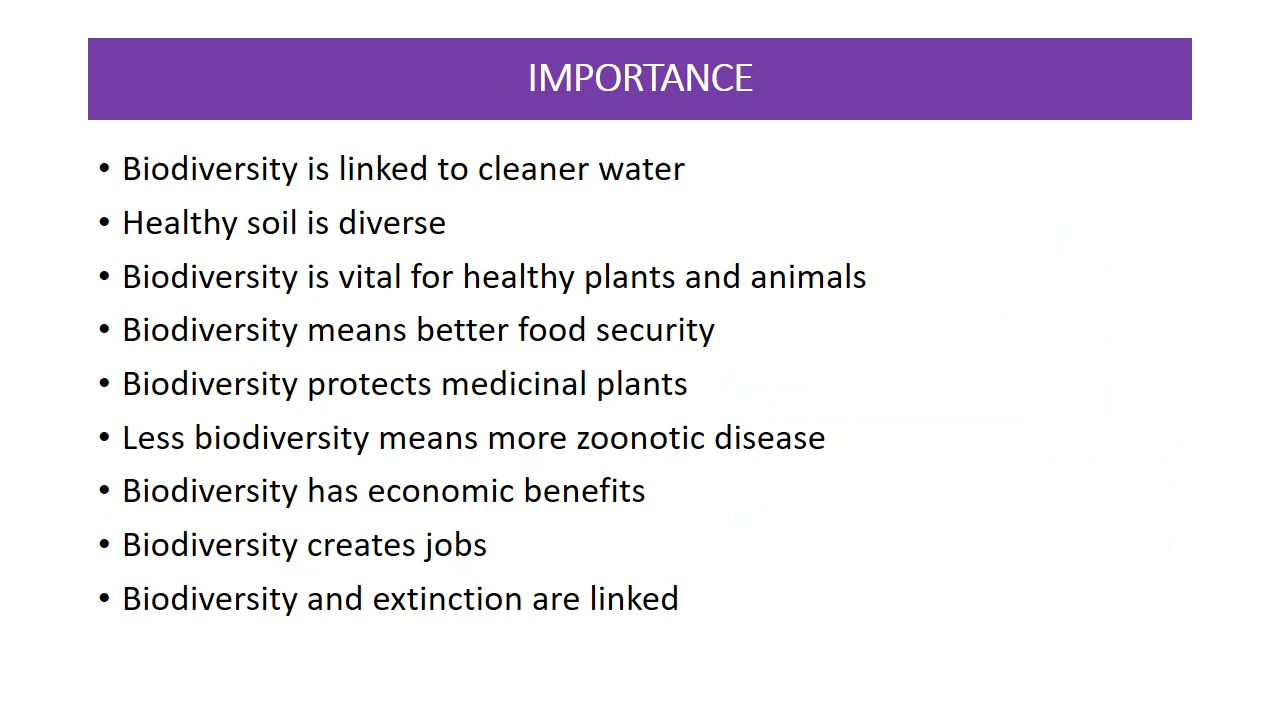 IMPORTANCE
• Biodiversity is linked to cleaner water
• Healthy soil is diverse
• Biodiversity is vital for healthy plants and animals
• Biodiversity means better food security
• Biodiversity protects medicinal plants
• Less biodiversity means more zoonotic disease
• Biodiversity has economic benefits
• Biodiversity creates jobs
• Biodiversity and extinction are linked